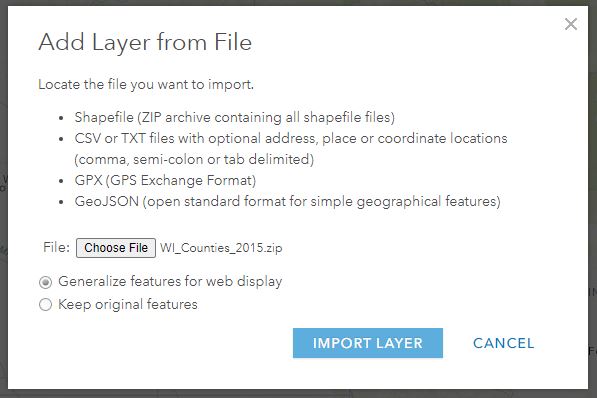 Add Layer from File
Locate the file you want to import.
• Shapefile (ZIP archive containing all shapefile files)
• CSV or TXT files with optional address, place or coordinate locations
(comma, semi-colon or tab delimited)
• GPX (GPS Exchange Format)
• GeoJSON (open standard format for simple geographical features)
File: Choose File WI_Counties_2015.zip
Generalize features for web display
Keep original features
IMPORT LAYER CANCEL